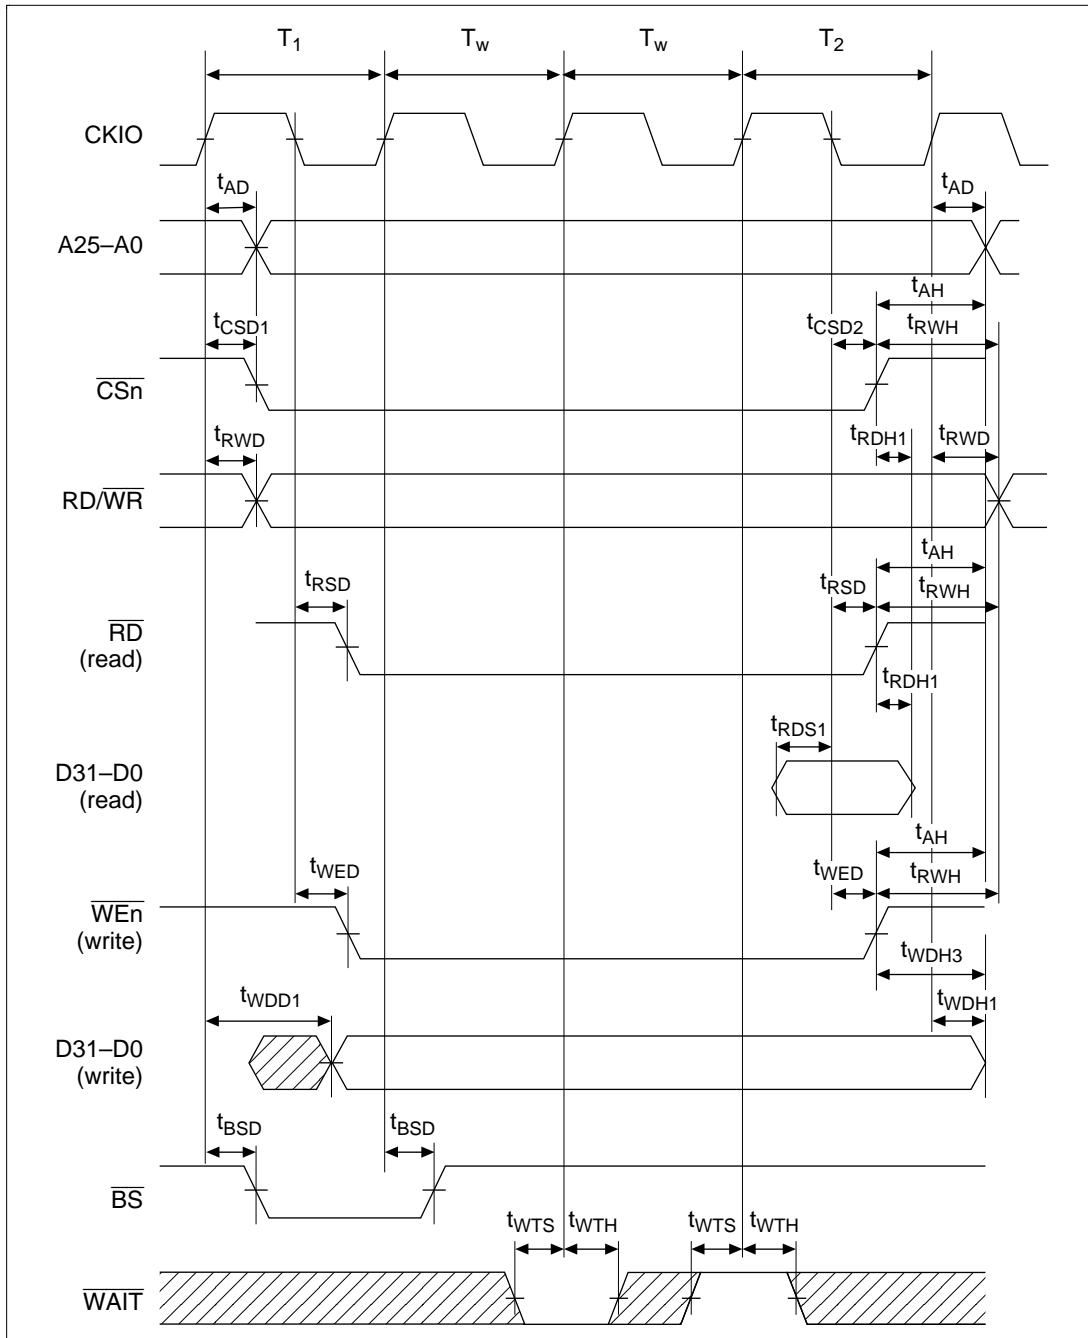 T1 Tw Tw T2
CKIO
tAD tAD
A25–A0
tAH
tCSD1 tCSD2 tRWH
CSn
tRWD tRDH1 tRWD
RD/WR
tAH
tRSD tRSD tRWH
RD
(read)
tRDH1
tRDS1
D31–D0
(read)
tAH
tWED tWED tRWH
WEn
(write)
tWDH3
tWDD1 tWDH1
D31–D0
(write)
tBSD tBSD
BS
tWTS tWTH tWTS tWTH
WAIT